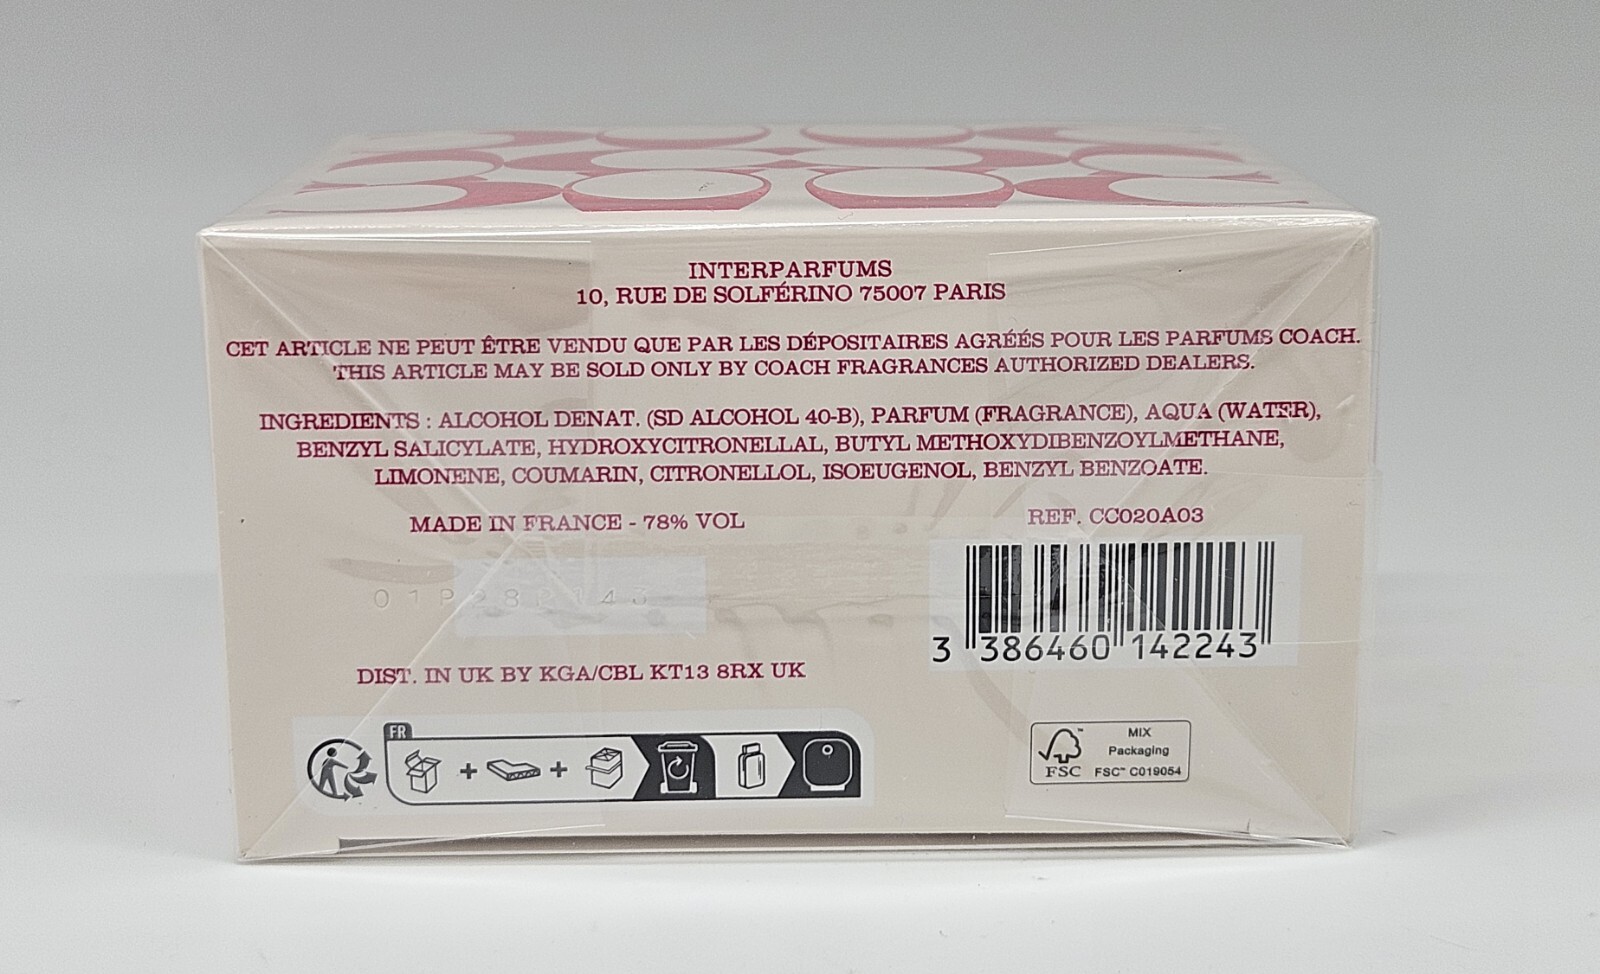 INTERPARFUMS
10, RUE DE SOLFÉRINO 75007 PARIS
CET ARTICLE NE PEUT ÊTRE VENDU QUE PAR LES DÉPOSITAIRES AGRÉÉS POUR LES PARFUMS COACH.
THIS ARTICLE MAY BE SOLD ONLY BY COACH FRAGRANCES AUTHORIZED DEALERS.
INGREDIENTS : ALCOHOL DENAT. (SD ALCOHOL 40-B), PARFUM (FRAGRANCE), AQUA (WATER),
BENZYL SALICYLATE, HYDROXYCITRONELLAL, BUTYL METHOXYDIBENZOYLMETHANE,
LIMONENE, COUMARIN, CITRONELLOL, ISOEUGENOL, BENZYL BENZOATE.
MADE IN FRANCE - 78% VOL
REF. CC020A03
3 386460 142243
DIST. IN UK BY KGA/CBL KT13 8RX UK
FR
MIX
Packaging
FSC™ C019054
FSC™